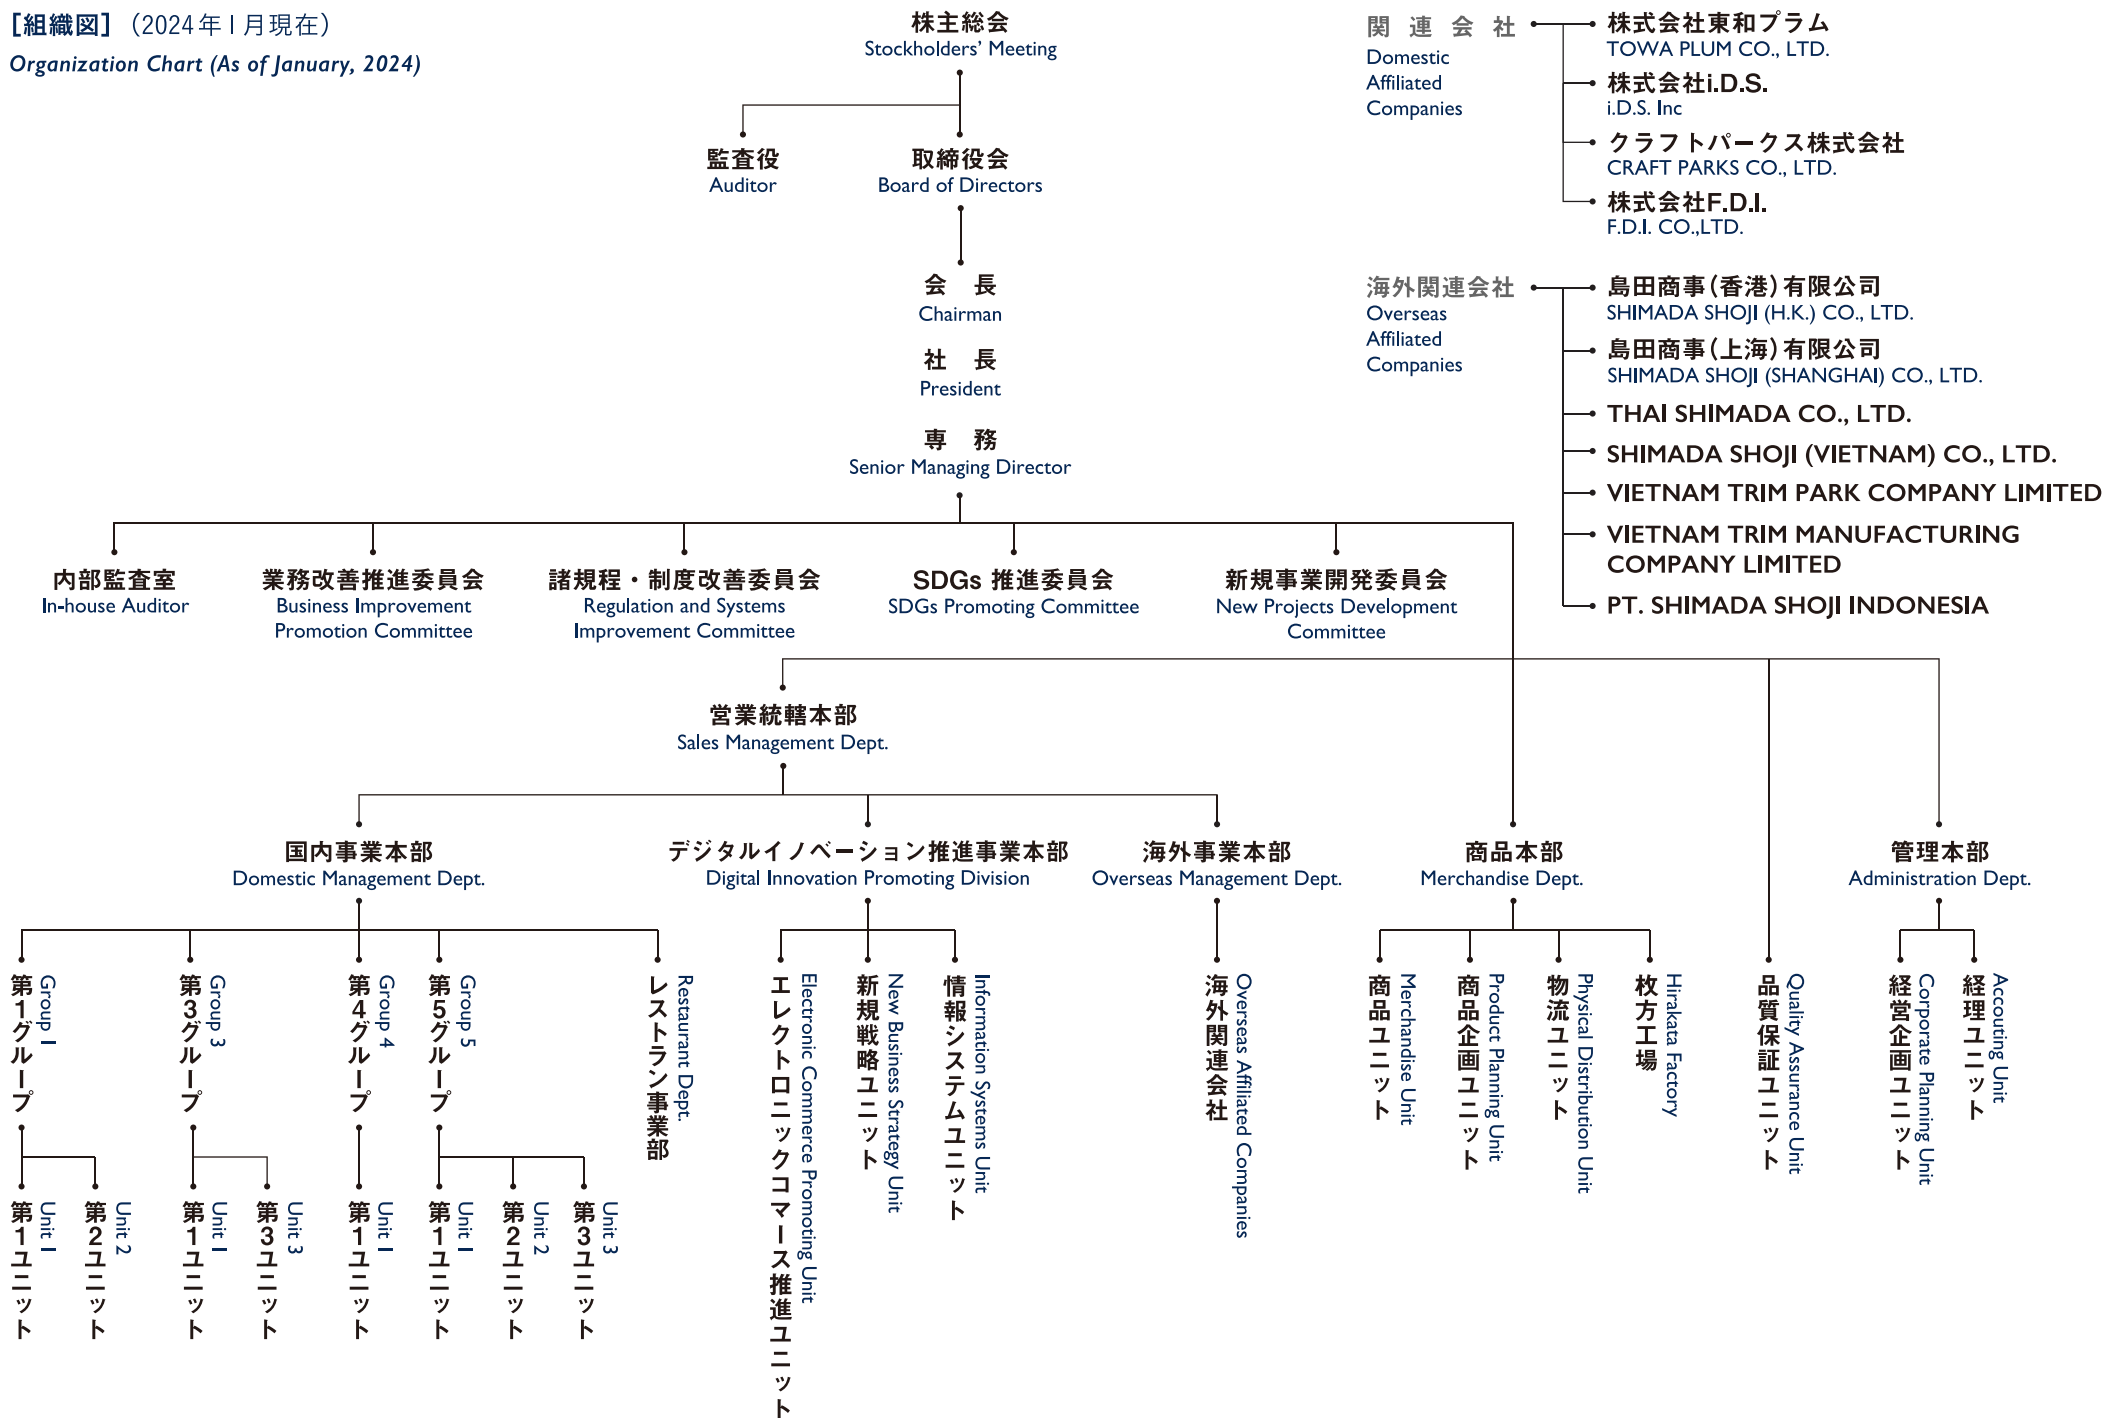 [組織図] (2024年1月現在)
Organization Chart (As of January, 2024)
株主総会
Stockholders' Meeting
監査役
Auditor
取締役会
Board of Directors
会 長
Chairman
社 長
President
専 務
Senior Managing Director
関 連 会 社
Domestic
Affiliated
Companies
株式会社東和プラム
TOWA PLUM CO., LTD.
株式会社i.D.S.
i.D.S. Inc
クラフトパークス株式会社
CRAFT PARKS CO., LTD.
株式会社F.D.I.
F.D.I. CO.,LTD.
海外関連会社
Overseas
Affiliated
Companies
島田商事(香港)有限公司
SHIMADA SHOJI (H.K.) CO., LTD.
島田商事(上海)有限公司
SHIMADA SHOJI (SHANGHAI) CO., LTD.
THAI SHIMADA CO., LTD.
SHIMADA SHOJI (VIETNAM) CO., LTD.
VIETNAM TRIM PARK COMPANY LIMITED
VIETNAM TRIM MANUFACTURING
COMPANY LIMITED
PT. SHIMADA SHOJI INDONESIA
内部監査室
In-house Auditor
業務改善推進委員会
Business Improvement
Promotion Committee
諸規程・制度改善委員会
Regulation and Systems
Improvement Committee
SDGs 推進委員会
SDGs Promoting Committee
新規事業開発委員会
New Projects Development
Committee
営業統轄本部
Sales Management Dept.
国内事業本部
Domestic Management Dept.
デジタルイノベーション推進事業本部
Digital Innovation Promoting Division
海外事業本部
Overseas Management Dept.
商品本部
Merchandise Dept.
管理本部
Administration Dept.
第1グループ
Group 1
第3グループ
Group 3
第4グループ
Group 4
第5グループ
Group 5
レストラン事業部
Restaurant Dept.
エレクトロニックコマース推進ユニット
Electronic Commerce Promoting Unit
新規戦略ユニット
New Business Strategy Unit
情報システムユニット
Information Systems Unit
海外関連会社
Overseas Affiliated Companies
商品ユニット
Merchandise Unit
商品企画ユニット
Product Planning Unit
物流ユニット
Physical Distribution Unit
枚方工場
Hirakata Factory
品質保証ユニット
Quality Assurance Unit
経営企画ユニット
Corporate Planning Unit
経理ユニット
Accouting Unit
第1ユニット
Unit 1
第2ユニット
Unit 2
第1ユニット
Unit 1
第3ユニット
Unit 3
第1ユニット
Unit 1
第1ユニット
Unit 1
第2ユニット
Unit 2
第3ユニット
Unit 3